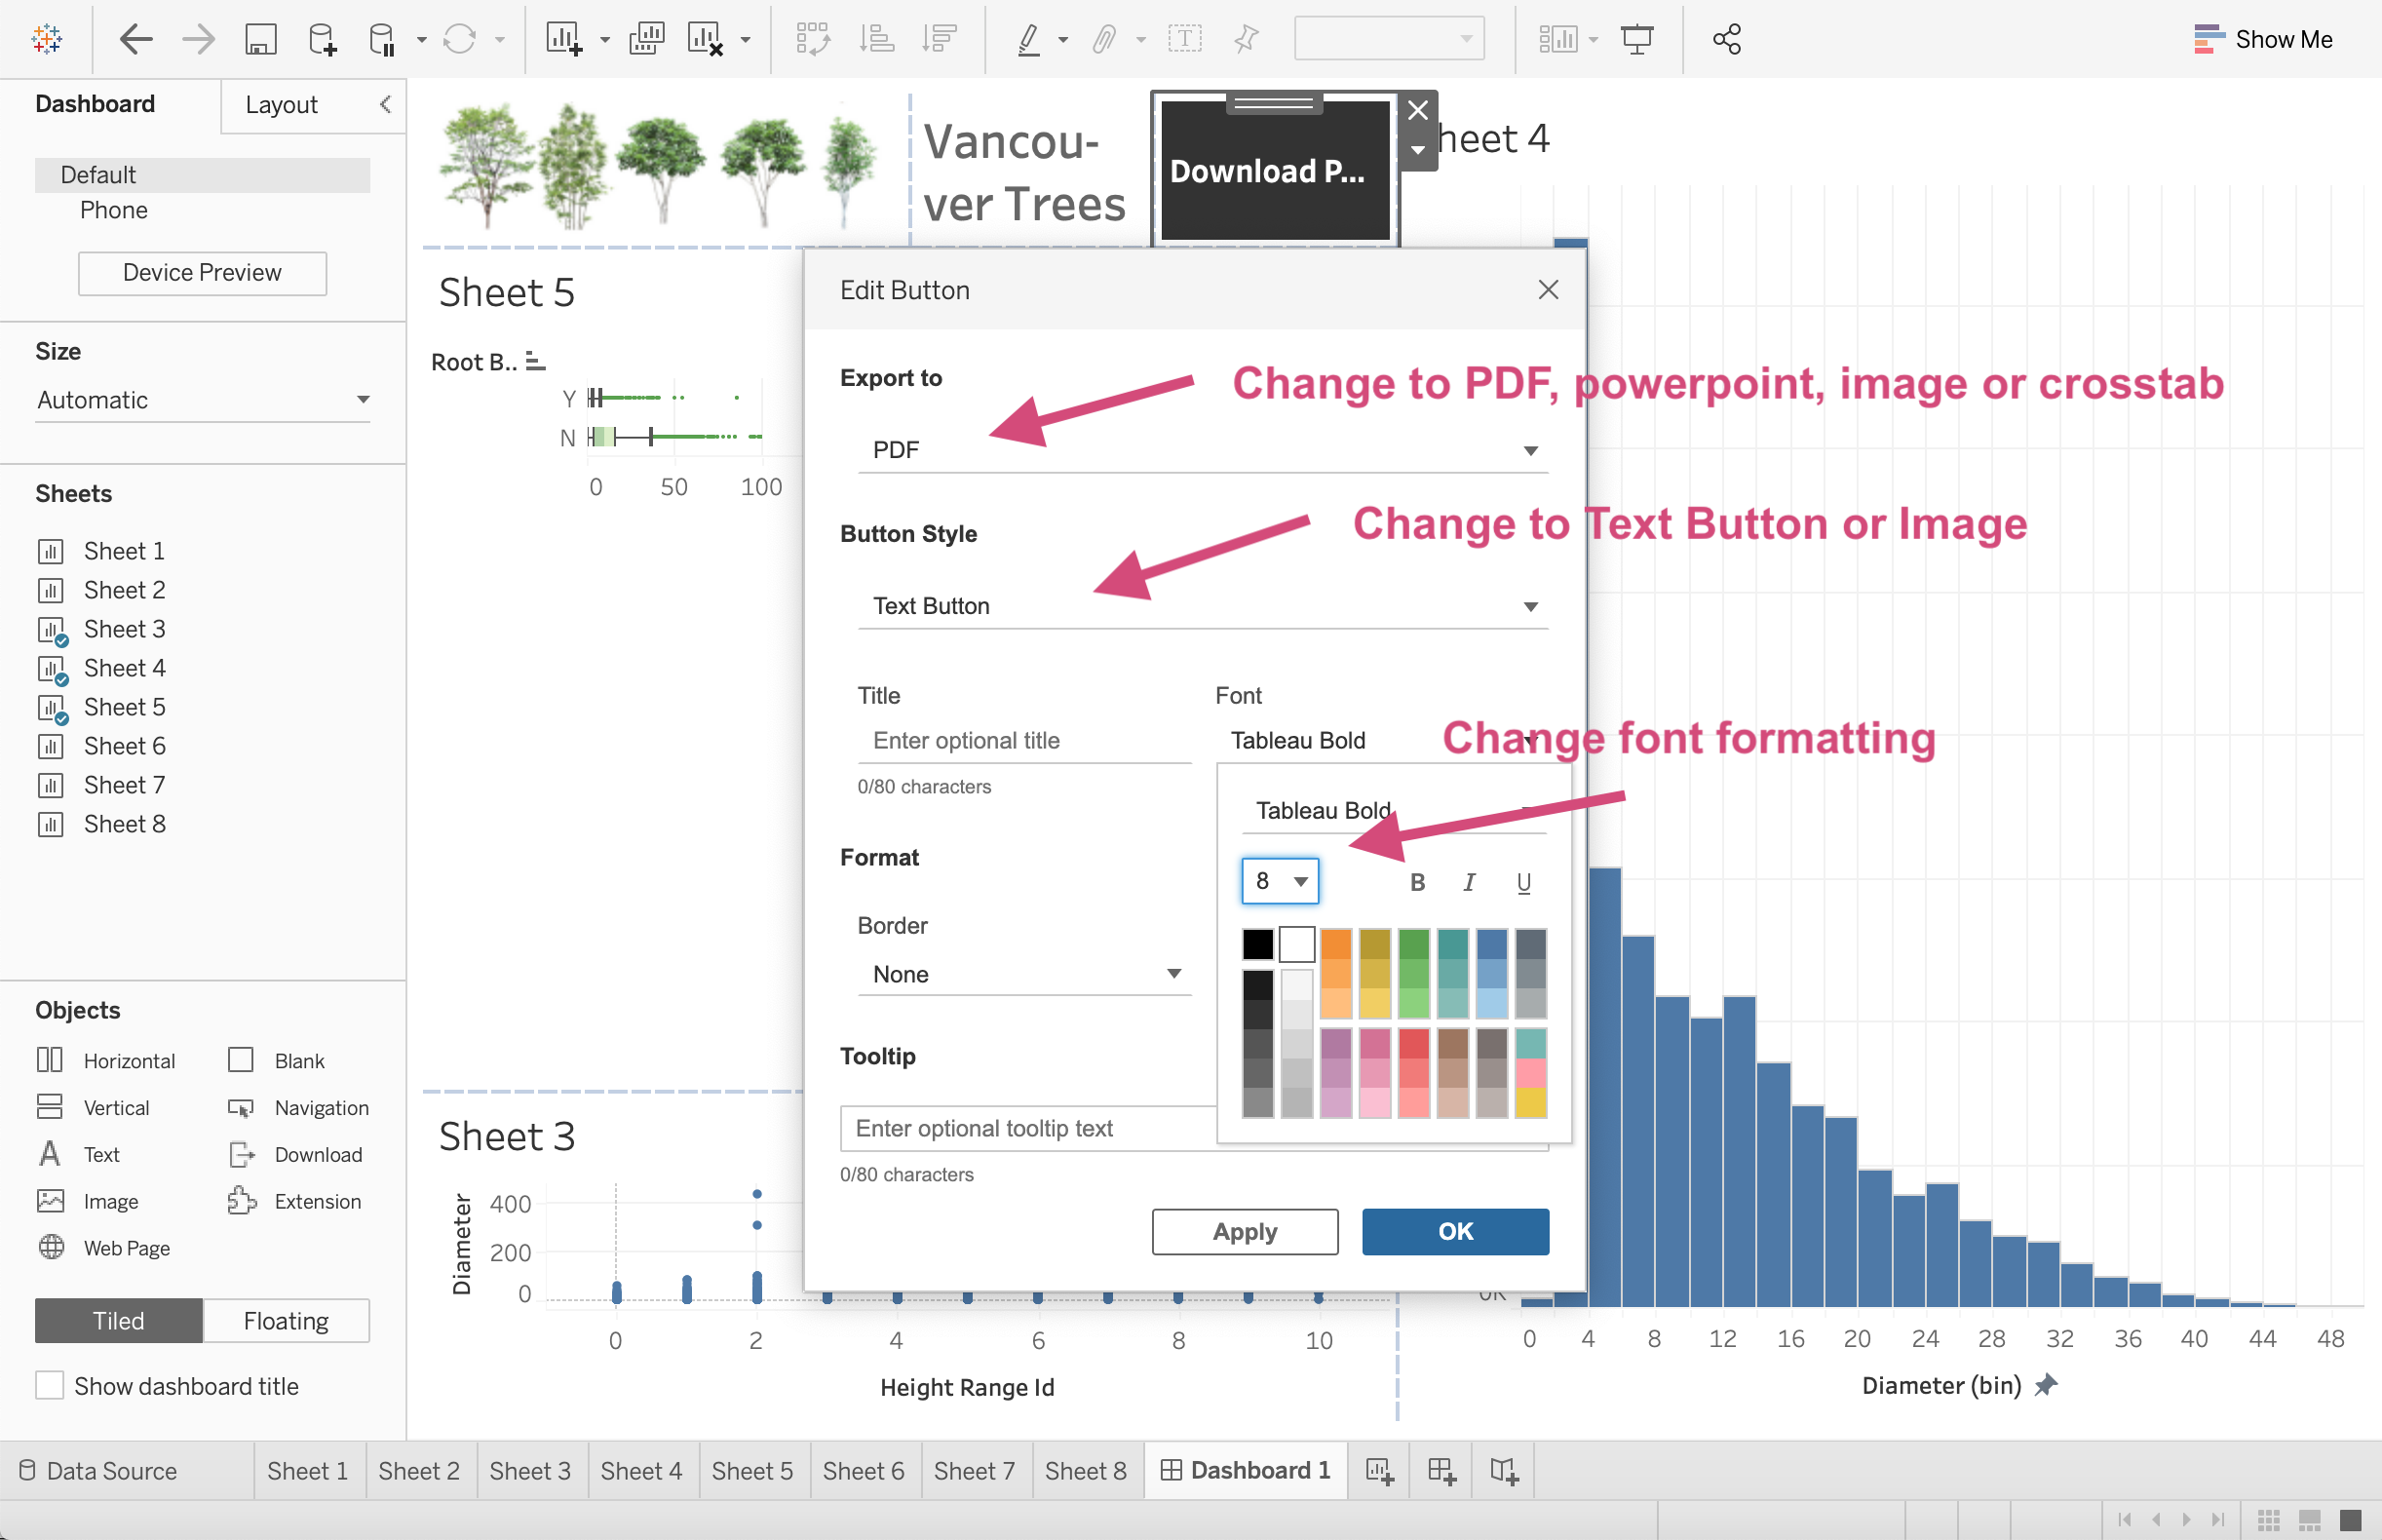 Show Me
Dashboard
Layout
Default
Phone
Device Preview
Size
Automatic
Sheets
Sheet 1
Sheet 2
Sheet 3
Sheet 4
Sheet 5
Sheet 6
Sheet 7
Sheet 8
Objects
Horizontal
Blank
Vertical
Navigation
Text
Download
Image
Extension
Web Page
Tiled
Floating
Show dashboard title
Vancou-
ver Trees
Download P...
heet 4
Sheet 5
Root B..
Y
N
0 50 100
Edit Button
Export to
Change to PDF, powerpoint, image or crosstab
PDF
Button Style
Change to Text Button or Image
Text Button
Title
Font
Enter optional title
Tableau Bold
Change font formatting
0/80 characters
Tableau Bold
Format
8
B I U
Border
None
Tooltip
Enter optional tooltip text
0/80 characters
Apply
OK
Sheet 3
Diameter
400
200
0
0 2 4 6 8 10
Height Range Id
0K
0 4 8 12 16 20 24 28 32 36 40 44 48
Diameter (bin)
Data Source
Sheet 1
Sheet 2
Sheet 3
Sheet 4
Sheet 5
Sheet 6
Sheet 7
Sheet 8
Dashboard 1